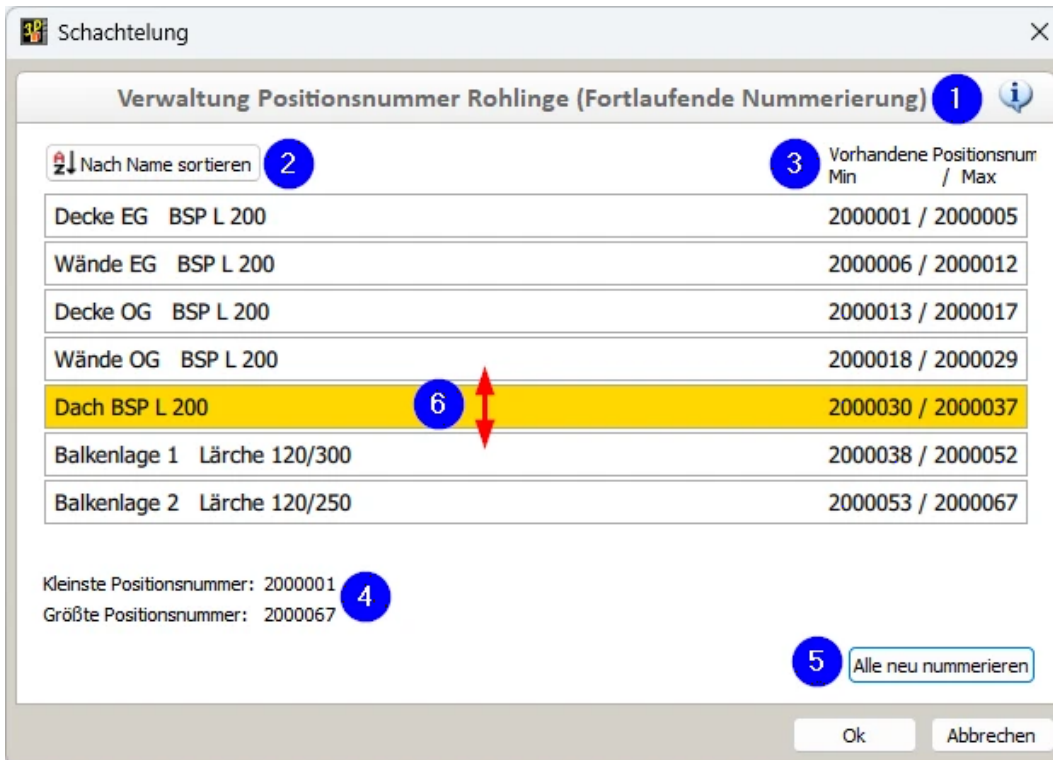 Schachtelung
Verwaltung Positionsnummer Rohlinge (Fortlaufende Nummerierung) 1
Nach Name sortieren 2
3 Vorhandene Positionsnum
Min / Max
Decke EG BSP L 200 2000001 / 2000005
Wände EG BSP L 200 2000006 / 2000012
Decke OG BSP L 200 2000013 / 2000017
Wände OG BSP L 200 2000018 / 2000029
Dach BSP L 200 6 2000030 / 2000037
Balkenlage 1 Lärche 120/300 2000038 / 2000052
Balkenlage 2 Lärche 120/250 2000053 / 2000067
Kleinste Positionsnummer: 2000001
4
Größte Positionsnummer: 2000067
5 Alle neu nummerieren
Ok Abbrechen